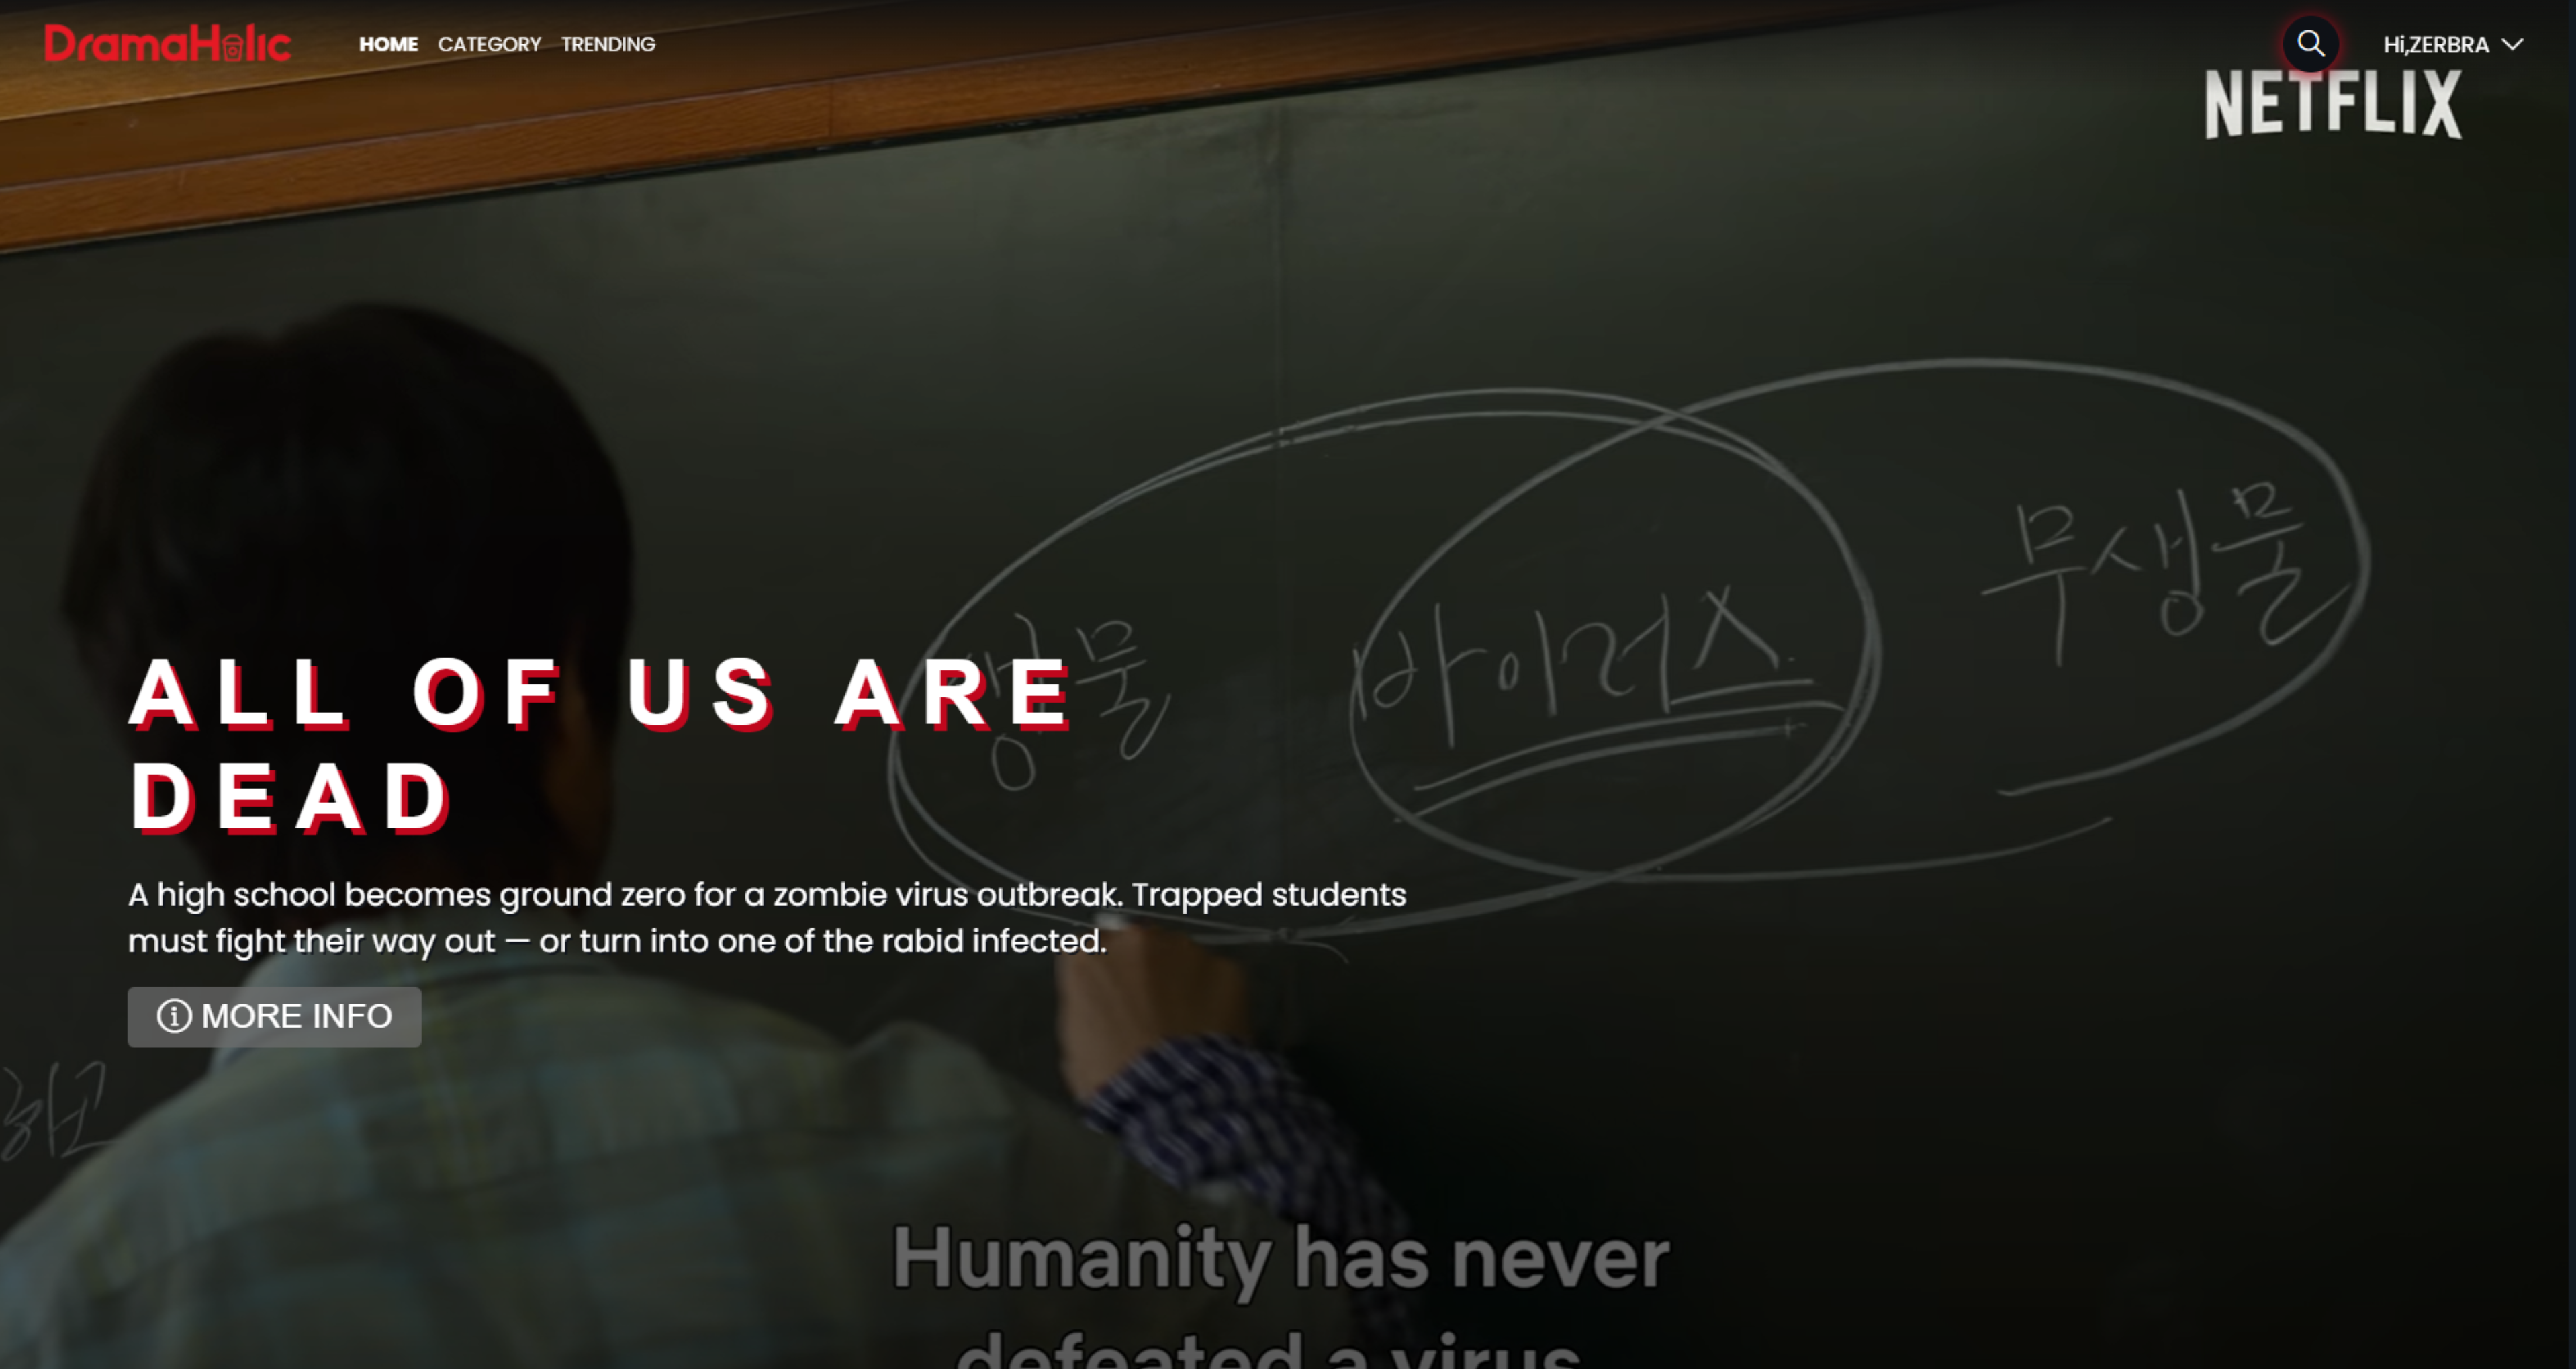 DramaHolic
HOME CATEGORY TRENDING
Hi,ZERBRA
NETFLIX
무생물
생물
바이러스
ALL OF US ARE
DEAD
A high school becomes ground zero for a zombie virus outbreak. Trapped students
must fight their way out — or turn into one of the rabid infected.
MORE INFO
하고
Humanity has never
defeated a virus